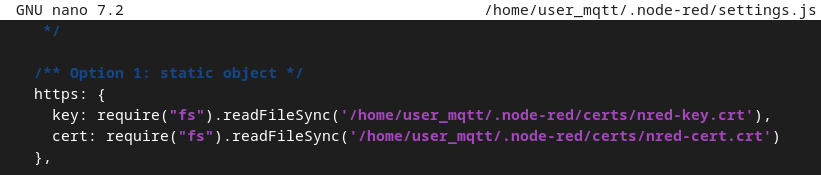 GNU nano 7.2 /home/user_mqtt/.node-red/settings.js
*/
/** Option 1: static object */
https: {
key: require("fs").readFileSync('/home/user_mqtt/.node-red/certs/nred-key.crt'),
cert: require("fs").readFileSync('/home/user_mqtt/.node-red/certs/nred-cert.crt')
},